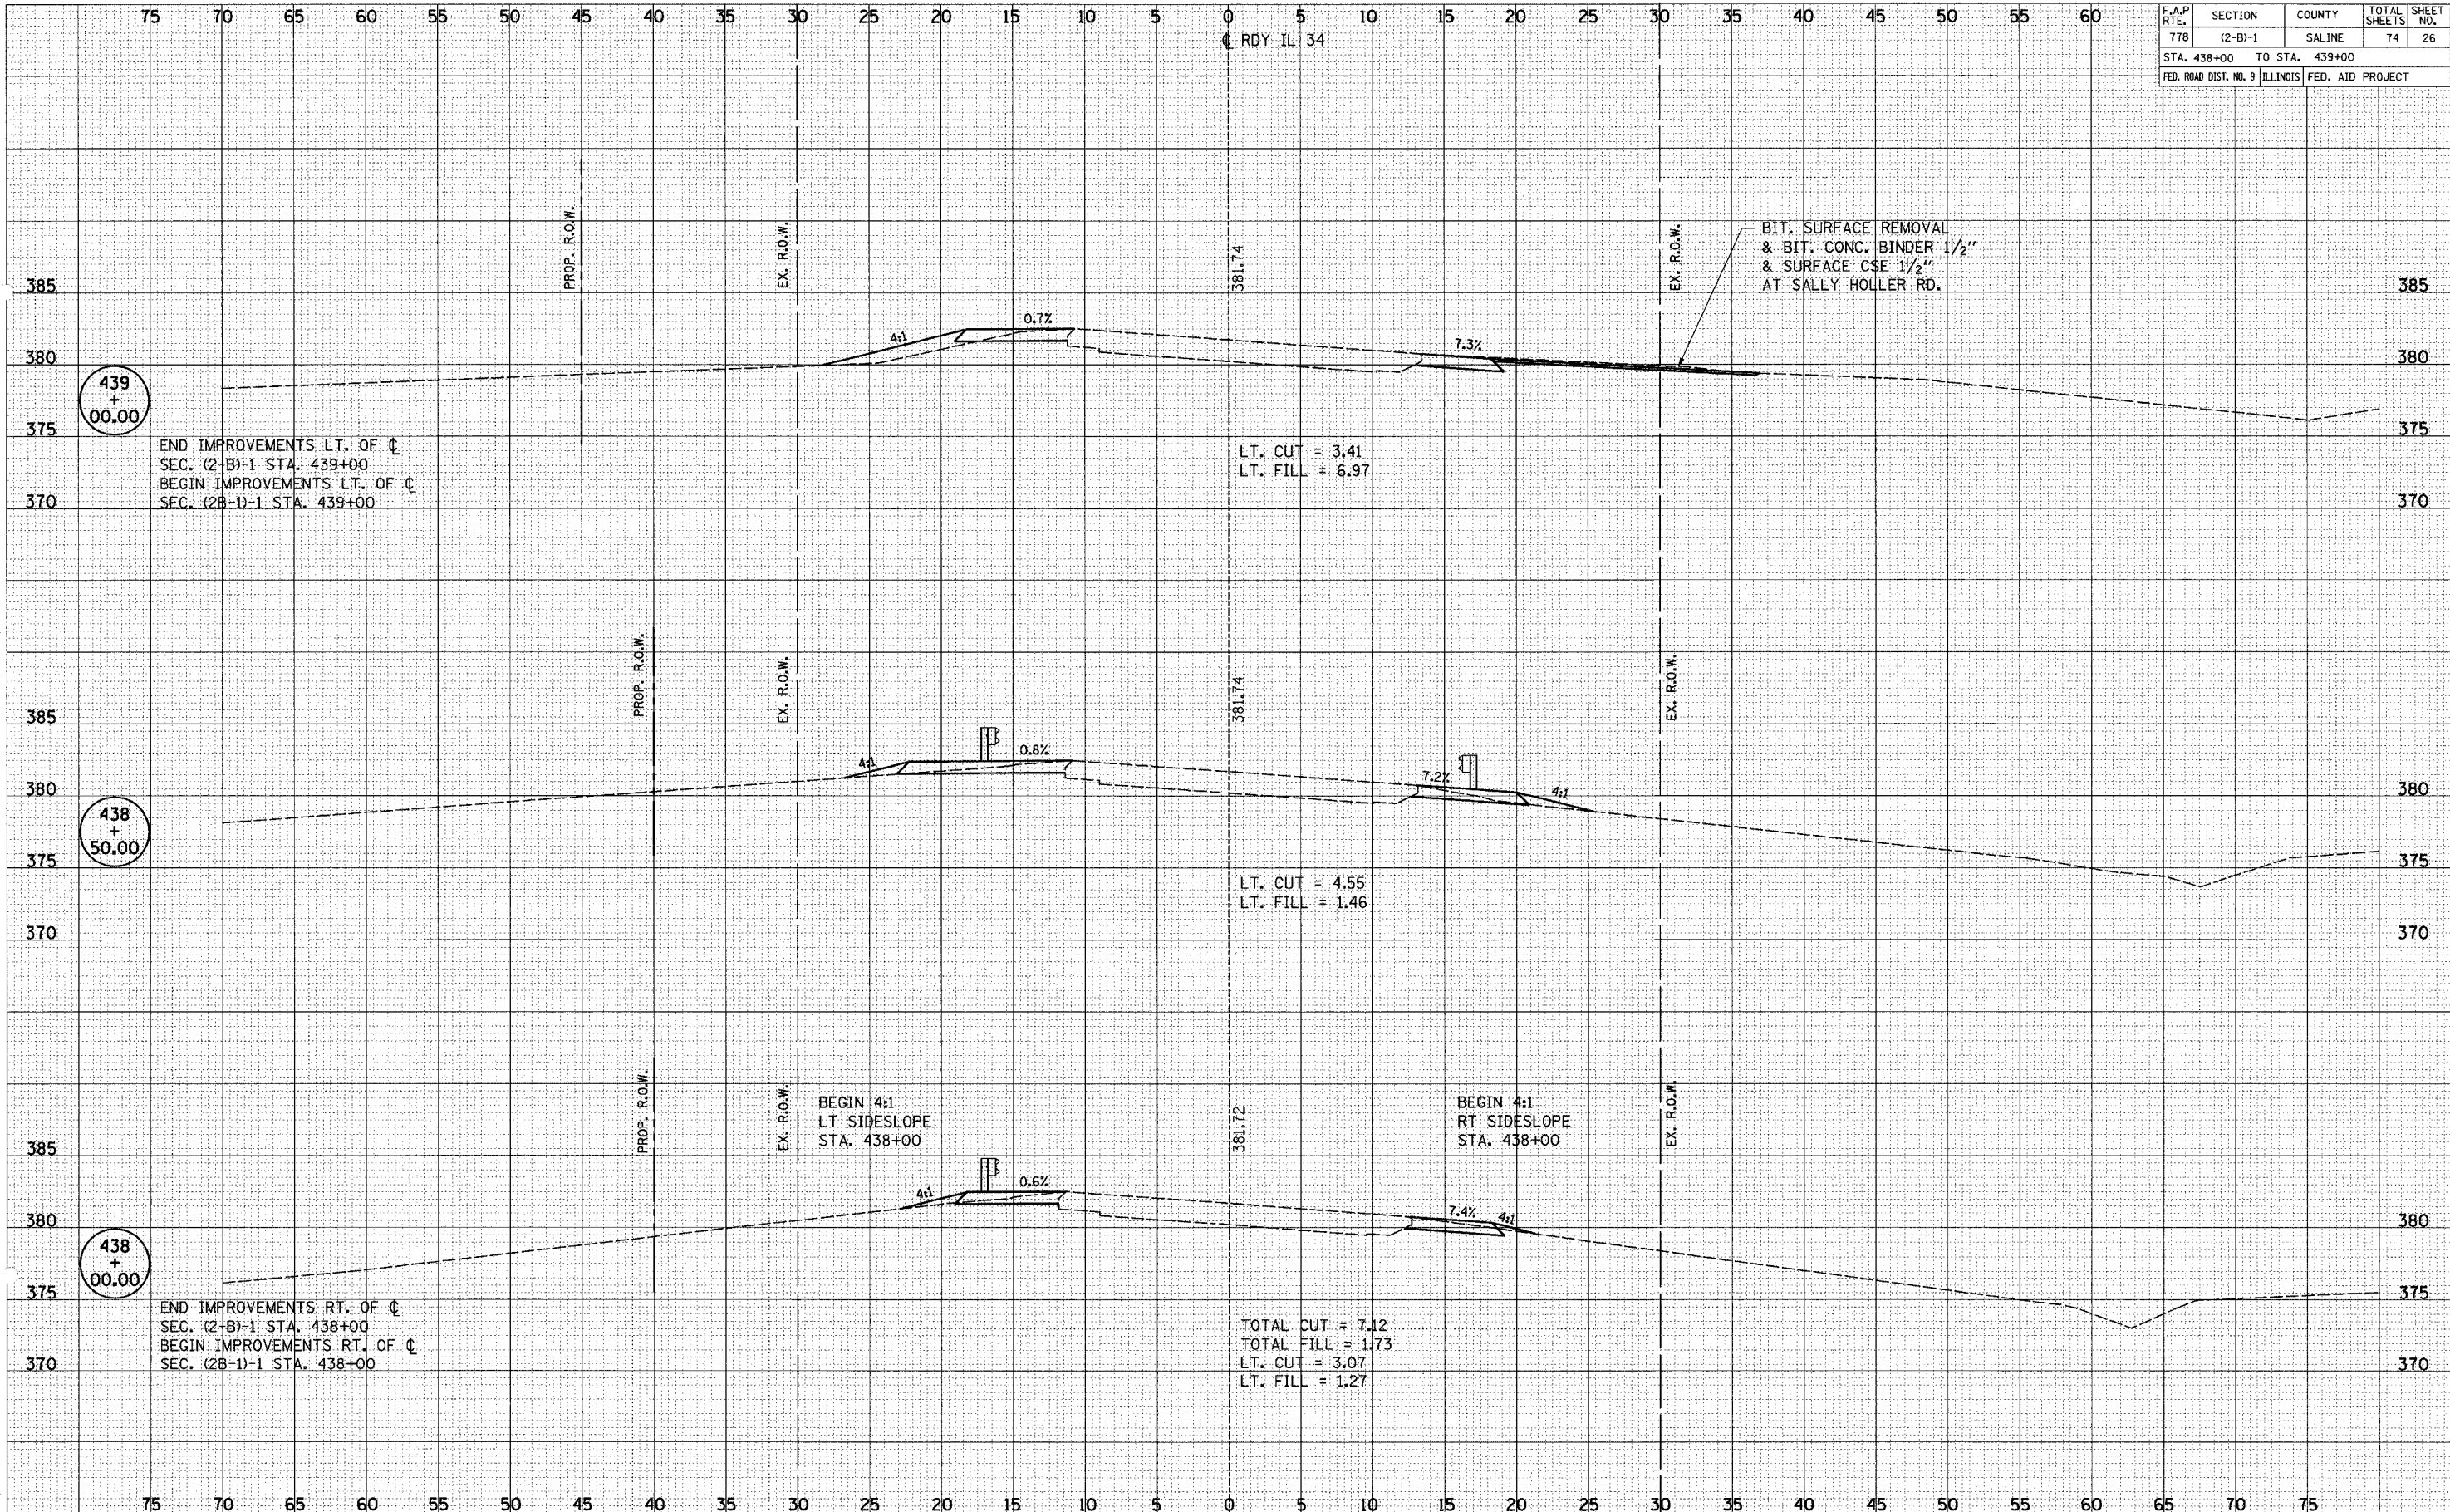 75 70 65 60 55 50 45 40 35 30 25 20 15 10 5 0 5 10 15 20 25 30 35 40 45 50 55 60
F.A.P RTE. SECTION COUNTY TOTAL SHEETS SHEET NO.
778 (2-B)-1 SALINE 74 26
STA. 438+00 TO STA. 439+00
FED. ROAD DIST. NO. 9 ILLINOIS FED. AID PROJECT
℄ RDY IL 34
PROP. R.O.W.
EX. R.O.W.
381.74
EX. R.O.W.
BIT. SURFACE REMOVAL
& BIT. CONC. BINDER 1½"
& SURFACE CSE 1½"
AT SALLY HOLLER RD.
385 385
4:1 0.7% 7.3%
380 380
439
+
00.00
375 375
END IMPROVEMENTS LT. OF ℄
SEC. (2-B)-1 STA. 439+00
BEGIN IMPROVEMENTS LT. OF ℄
SEC. (2B-1)-1 STA. 439+00
LT. CUT = 3.41
LT. FILL = 6.97
370 370
PROP. R.O.W.
EX. R.O.W.
381.74
EX. R.O.W.
385 385
4:1 0.8% 7.2% 4:1
380 380
438
+
50.00
375 375
LT. CUT = 4.55
LT. FILL = 1.46
370 370
PROP. R.O.W.
EX. R.O.W.
BEGIN 4:1
LT SIDESLOPE
STA. 438+00
381.72
BEGIN 4:1
RT SIDESLOPE
STA. 438+00
EX. R.O.W.
385 385
4:1 0.6% 7.4% 4:1
380 380
438
+
00.00
375 375
END IMPROVEMENTS RT. OF ℄
SEC. (2-B)-1 STA. 438+00
BEGIN IMPROVEMENTS RT. OF ℄
SEC. (2B-1)-1 STA. 438+00
TOTAL CUT = 7.12
TOTAL FILL = 1.73
LT. CUT = 3.07
LT. FILL = 1.27
370 370
75 70 65 60 55 50 45 40 35 30 25 20 15 10 5 0 5 10 15 20 25 30 35 40 45 50 55 60 65 70 75